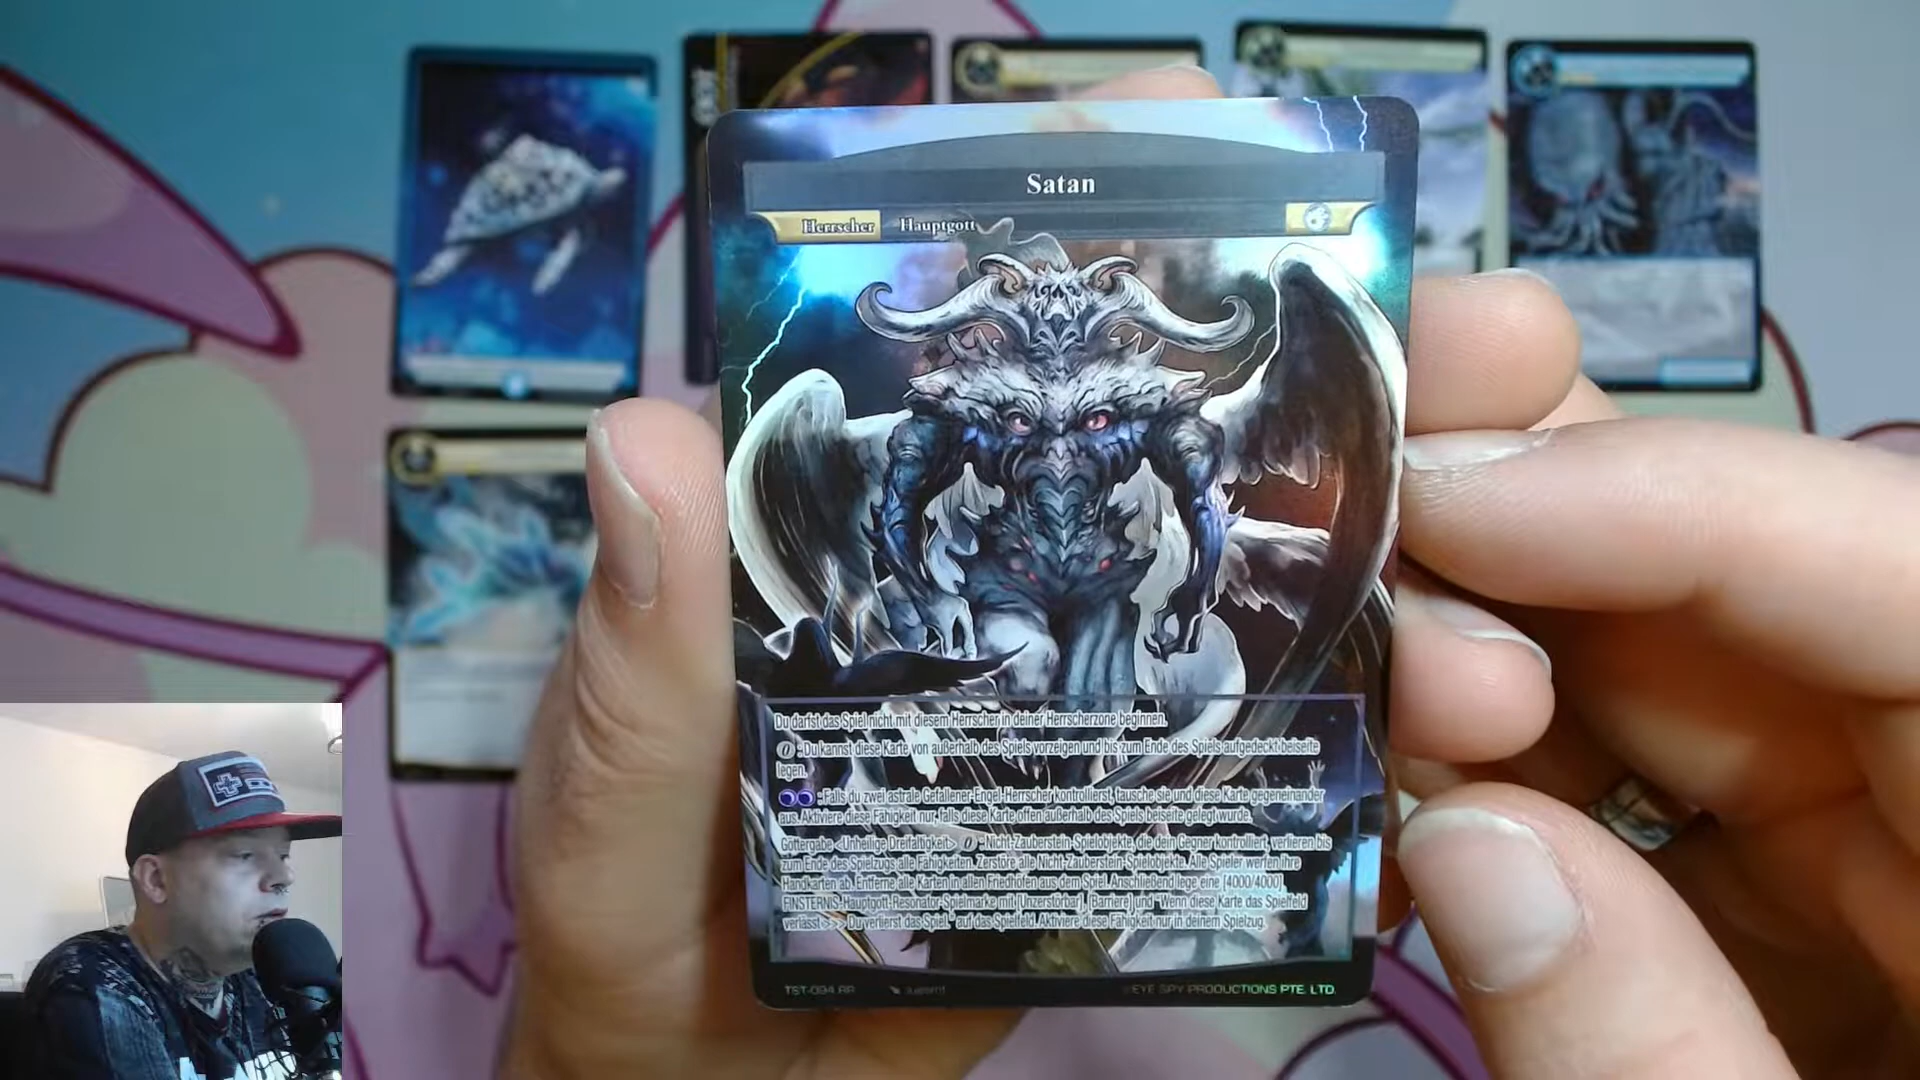 Satan
Herrscher Hauptgott
Du darfst das Spiel nicht mit diesem Herrscher in deiner Herrscherzone beginnen.
0 -Du kannst diese Karte von außerhalb des Spiels vorzeigen und bis zum Ende des Spiels aufgedeckt beiseite
legen.
-Falls du zwei astrale Gefallener-Engel-Herrscher kontrollierst, tausche sie und diese Karte gegeneinander
aus. Aktiviere diese Fähigkeit nur, falls diese Karte offen außerhalb des Spiels beiseite gelegt wurde.
Göttergabe <Unheilige Dreifaltigkeit> 0 -Nicht-Zauberstein-Spielobjekte, die dein Gegner kontrolliert, verlieren bis
zum Ende des Spielzugs alle Fähigkeiten. Zerstöre alle Nicht-Zauberstein-Spielobjekte. Alle Spieler werfen ihre
Handkarten ab. Entferne alle Karten in allen Friedhöfen aus dem Spiel. Anschließend lege eine [4000/4000]
FINSTERNIS-Hauptgott-Resonator-Spielmarke mit [Unzerstörbar], [Barriere] und "Wenn diese Karte das Spielfeld
verlässt >>> Du verlierst das Spiel." auf das Spielfeld. Aktiviere diese Fähigkeit nur in deinem Spielzug.
TST-094 RR ©EYE SPY PRODUCTIONS PTE. LTD.